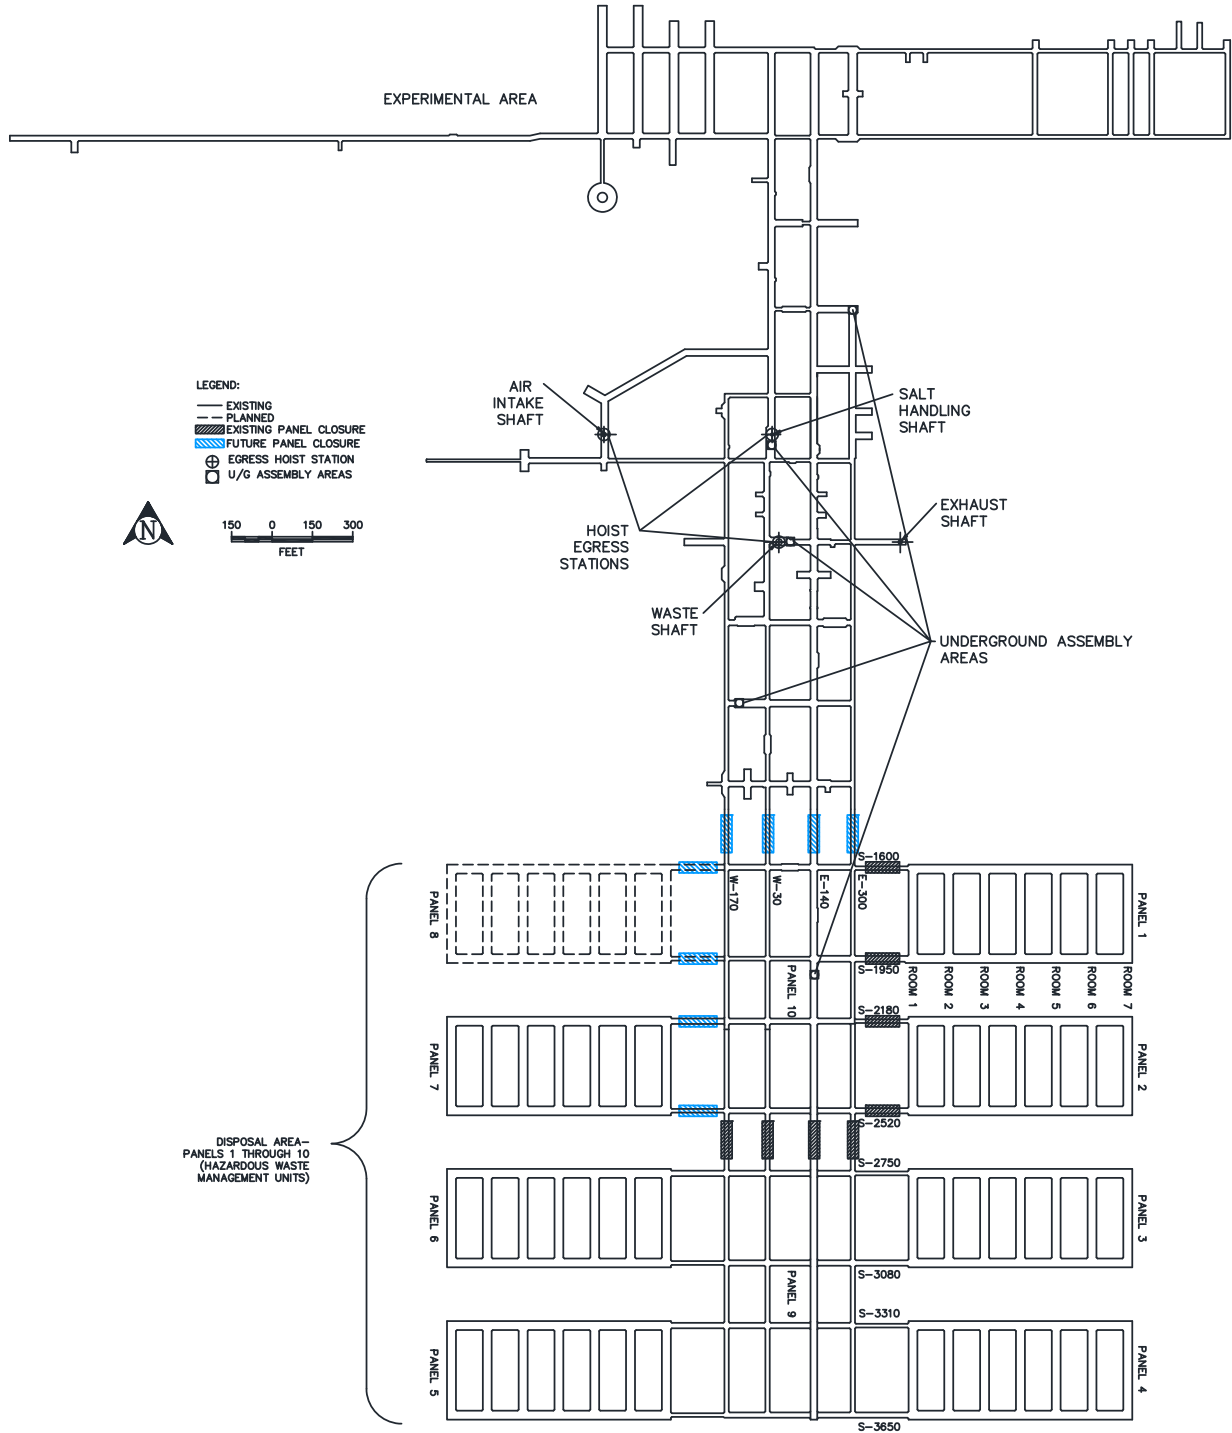 EXPERIMENTAL AREA
LEGEND:
EXISTING
PLANNED
EXISTING PANEL CLOSURE
FUTURE PANEL CLOSURE
EGRESS HOIST STATION
U/G ASSEMBLY AREAS
N
150 0 150 300
FEET
AIR
INTAKE
SHAFT
SALT
HANDLING
SHAFT
HOIST
EGRESS
STATIONS
EXHAUST
SHAFT
WASTE
SHAFT
UNDERGROUND ASSEMBLY
AREAS
S-1600
W-170
W-30
E-140
E-300
PANEL 8
PANEL 1
S-1950
PANEL 10
ROOM 1
ROOM 2
ROOM 3
ROOM 4
ROOM 5
ROOM 6
ROOM 7
S-2180
PANEL 7
PANEL 2
S-2520
DISPOSAL AREA-
PANELS 1 THROUGH 10
(HAZARDOUS WASTE
MANAGEMENT UNITS)
S-2750
PANEL 6
PANEL 3
S-3080
PANEL 9
S-3310
PANEL 5
PANEL 4
S-3650